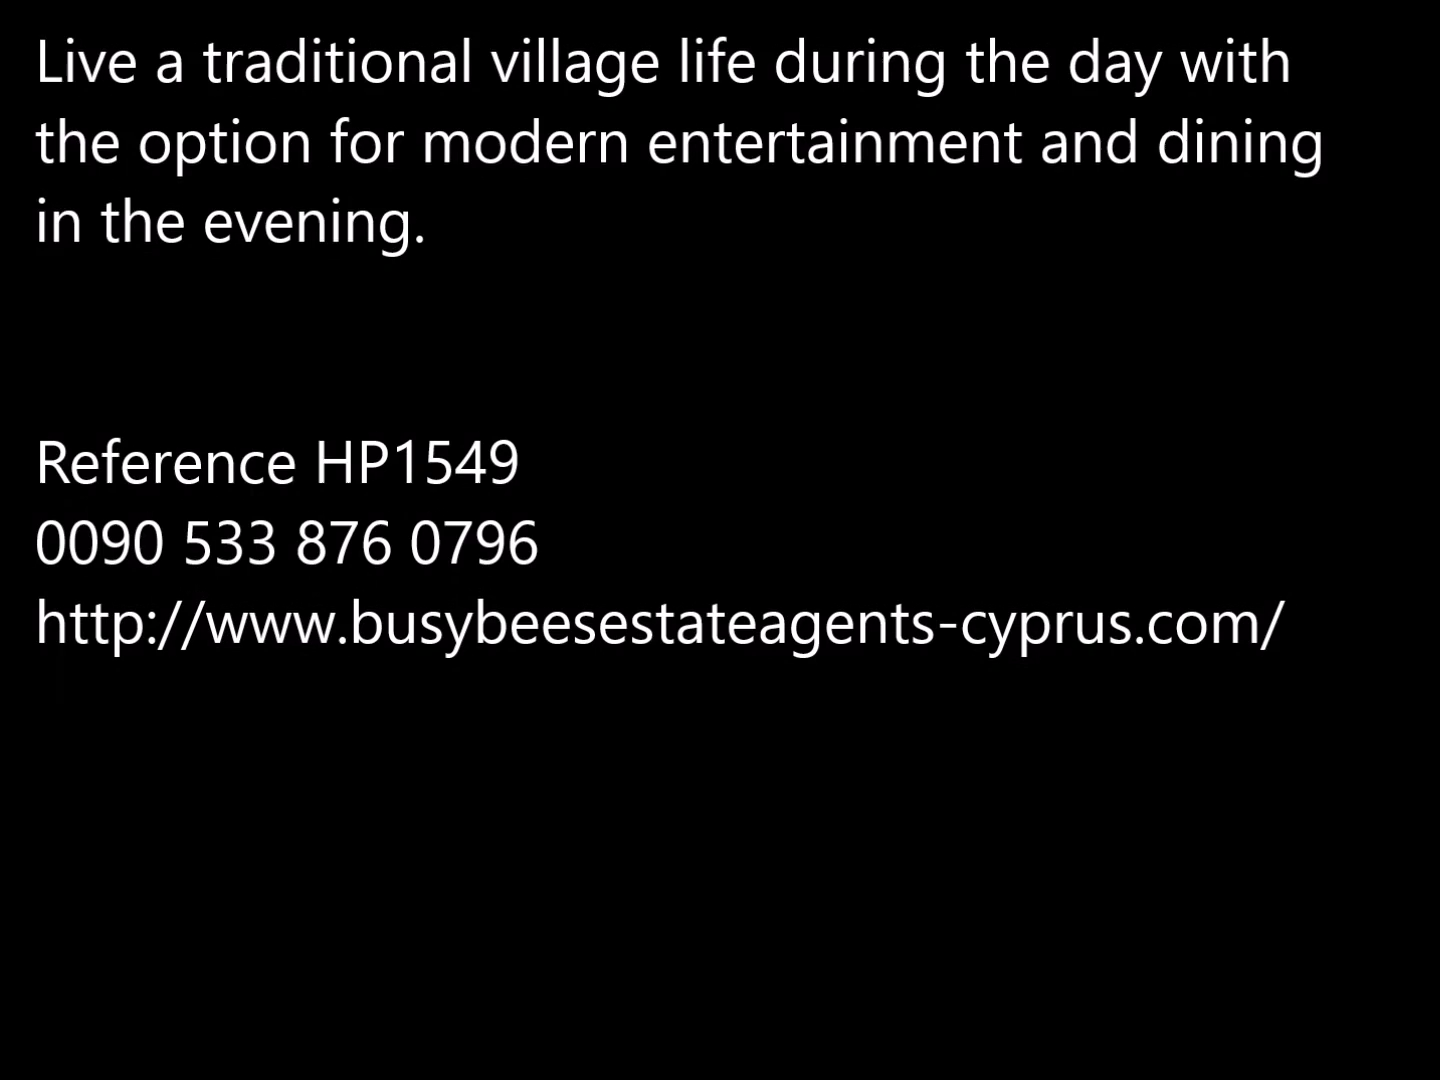 Live a traditional village life during the day with
the option for modern entertainment and dining
in the evening.
Reference HP1549
0090 533 876 0796
http://www.busybeesestateagents-cyprus.com/